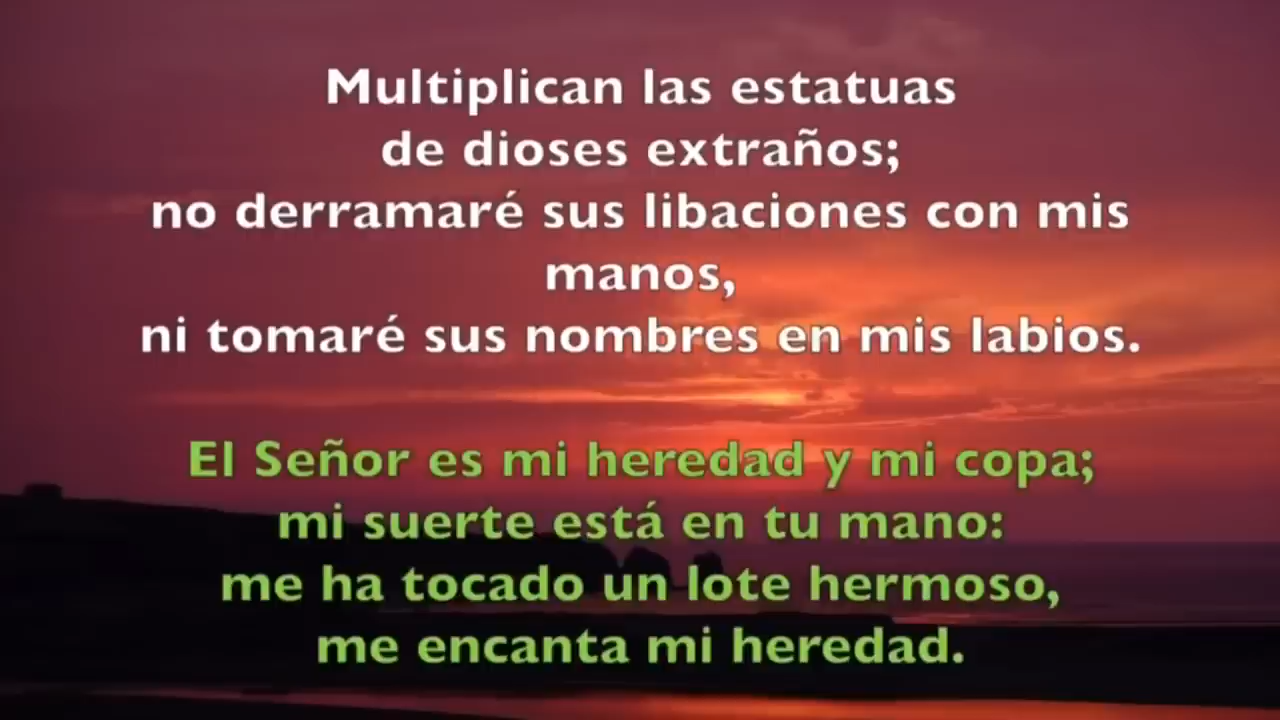 Multiplican las estatuas
de dioses extraños;
no derramaré sus libaciones con mis
manos,
ni tomaré sus nombres en mis labios.
El Señor es mi heredad y mi copa;
mi suerte está en tu mano:
me ha tocado un lote hermoso,
me encanta mi heredad.